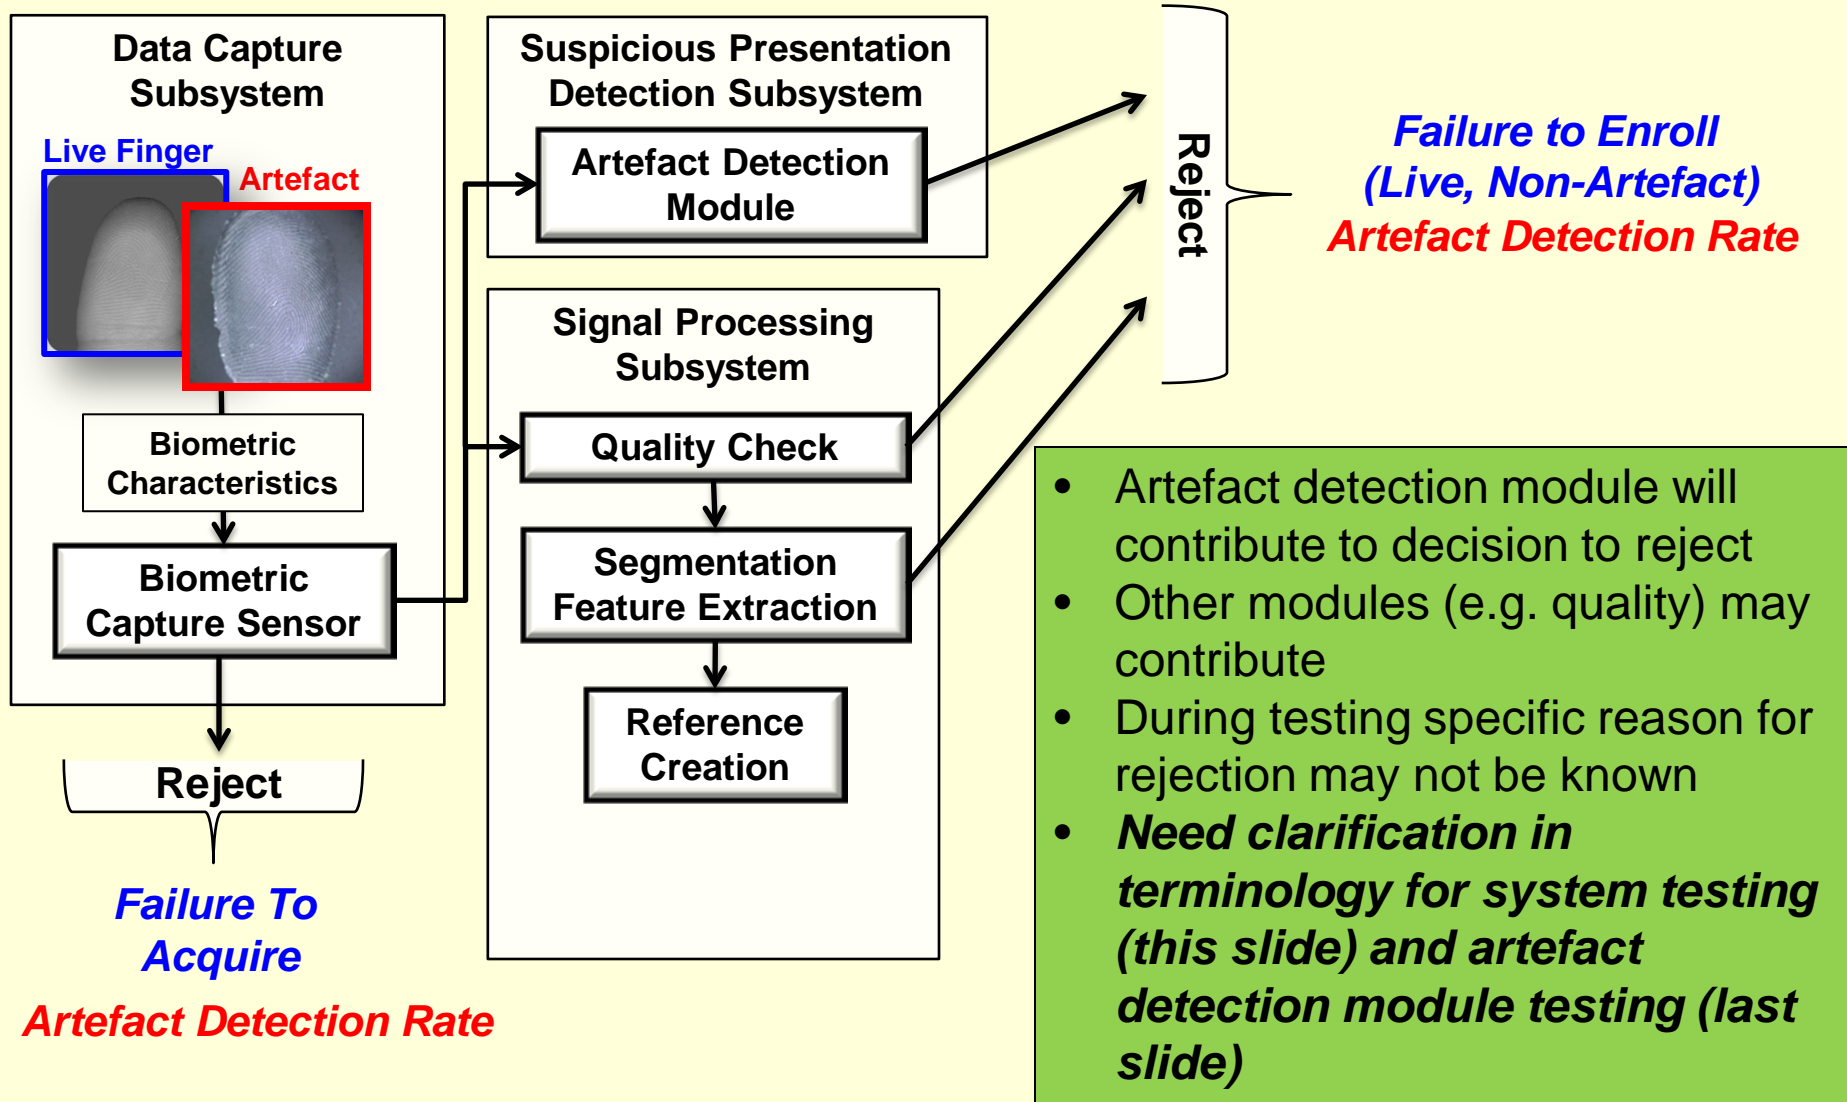 Data Capture
Subsystem
Live Finger
Artefact
Biometric
Characteristics
Biometric
Capture Sensor
Reject
Failure To
Acquire
Artefact Detection Rate
Suspicious Presentation
Detection Subsystem
Artefact Detection
Module
Signal Processing
Subsystem
Quality Check
Segmentation
Feature Extraction
Reference
Creation
Reject
Failure to Enroll
(Live, Non-Artefact)
Artefact Detection Rate
• Artefact detection module will
contribute to decision to reject
• Other modules (e.g. quality) may
contribute
• During testing specific reason for
rejection may not be known
• Need clarification in
terminology for system testing
(this slide) and artefact
detection module testing (last
slide)